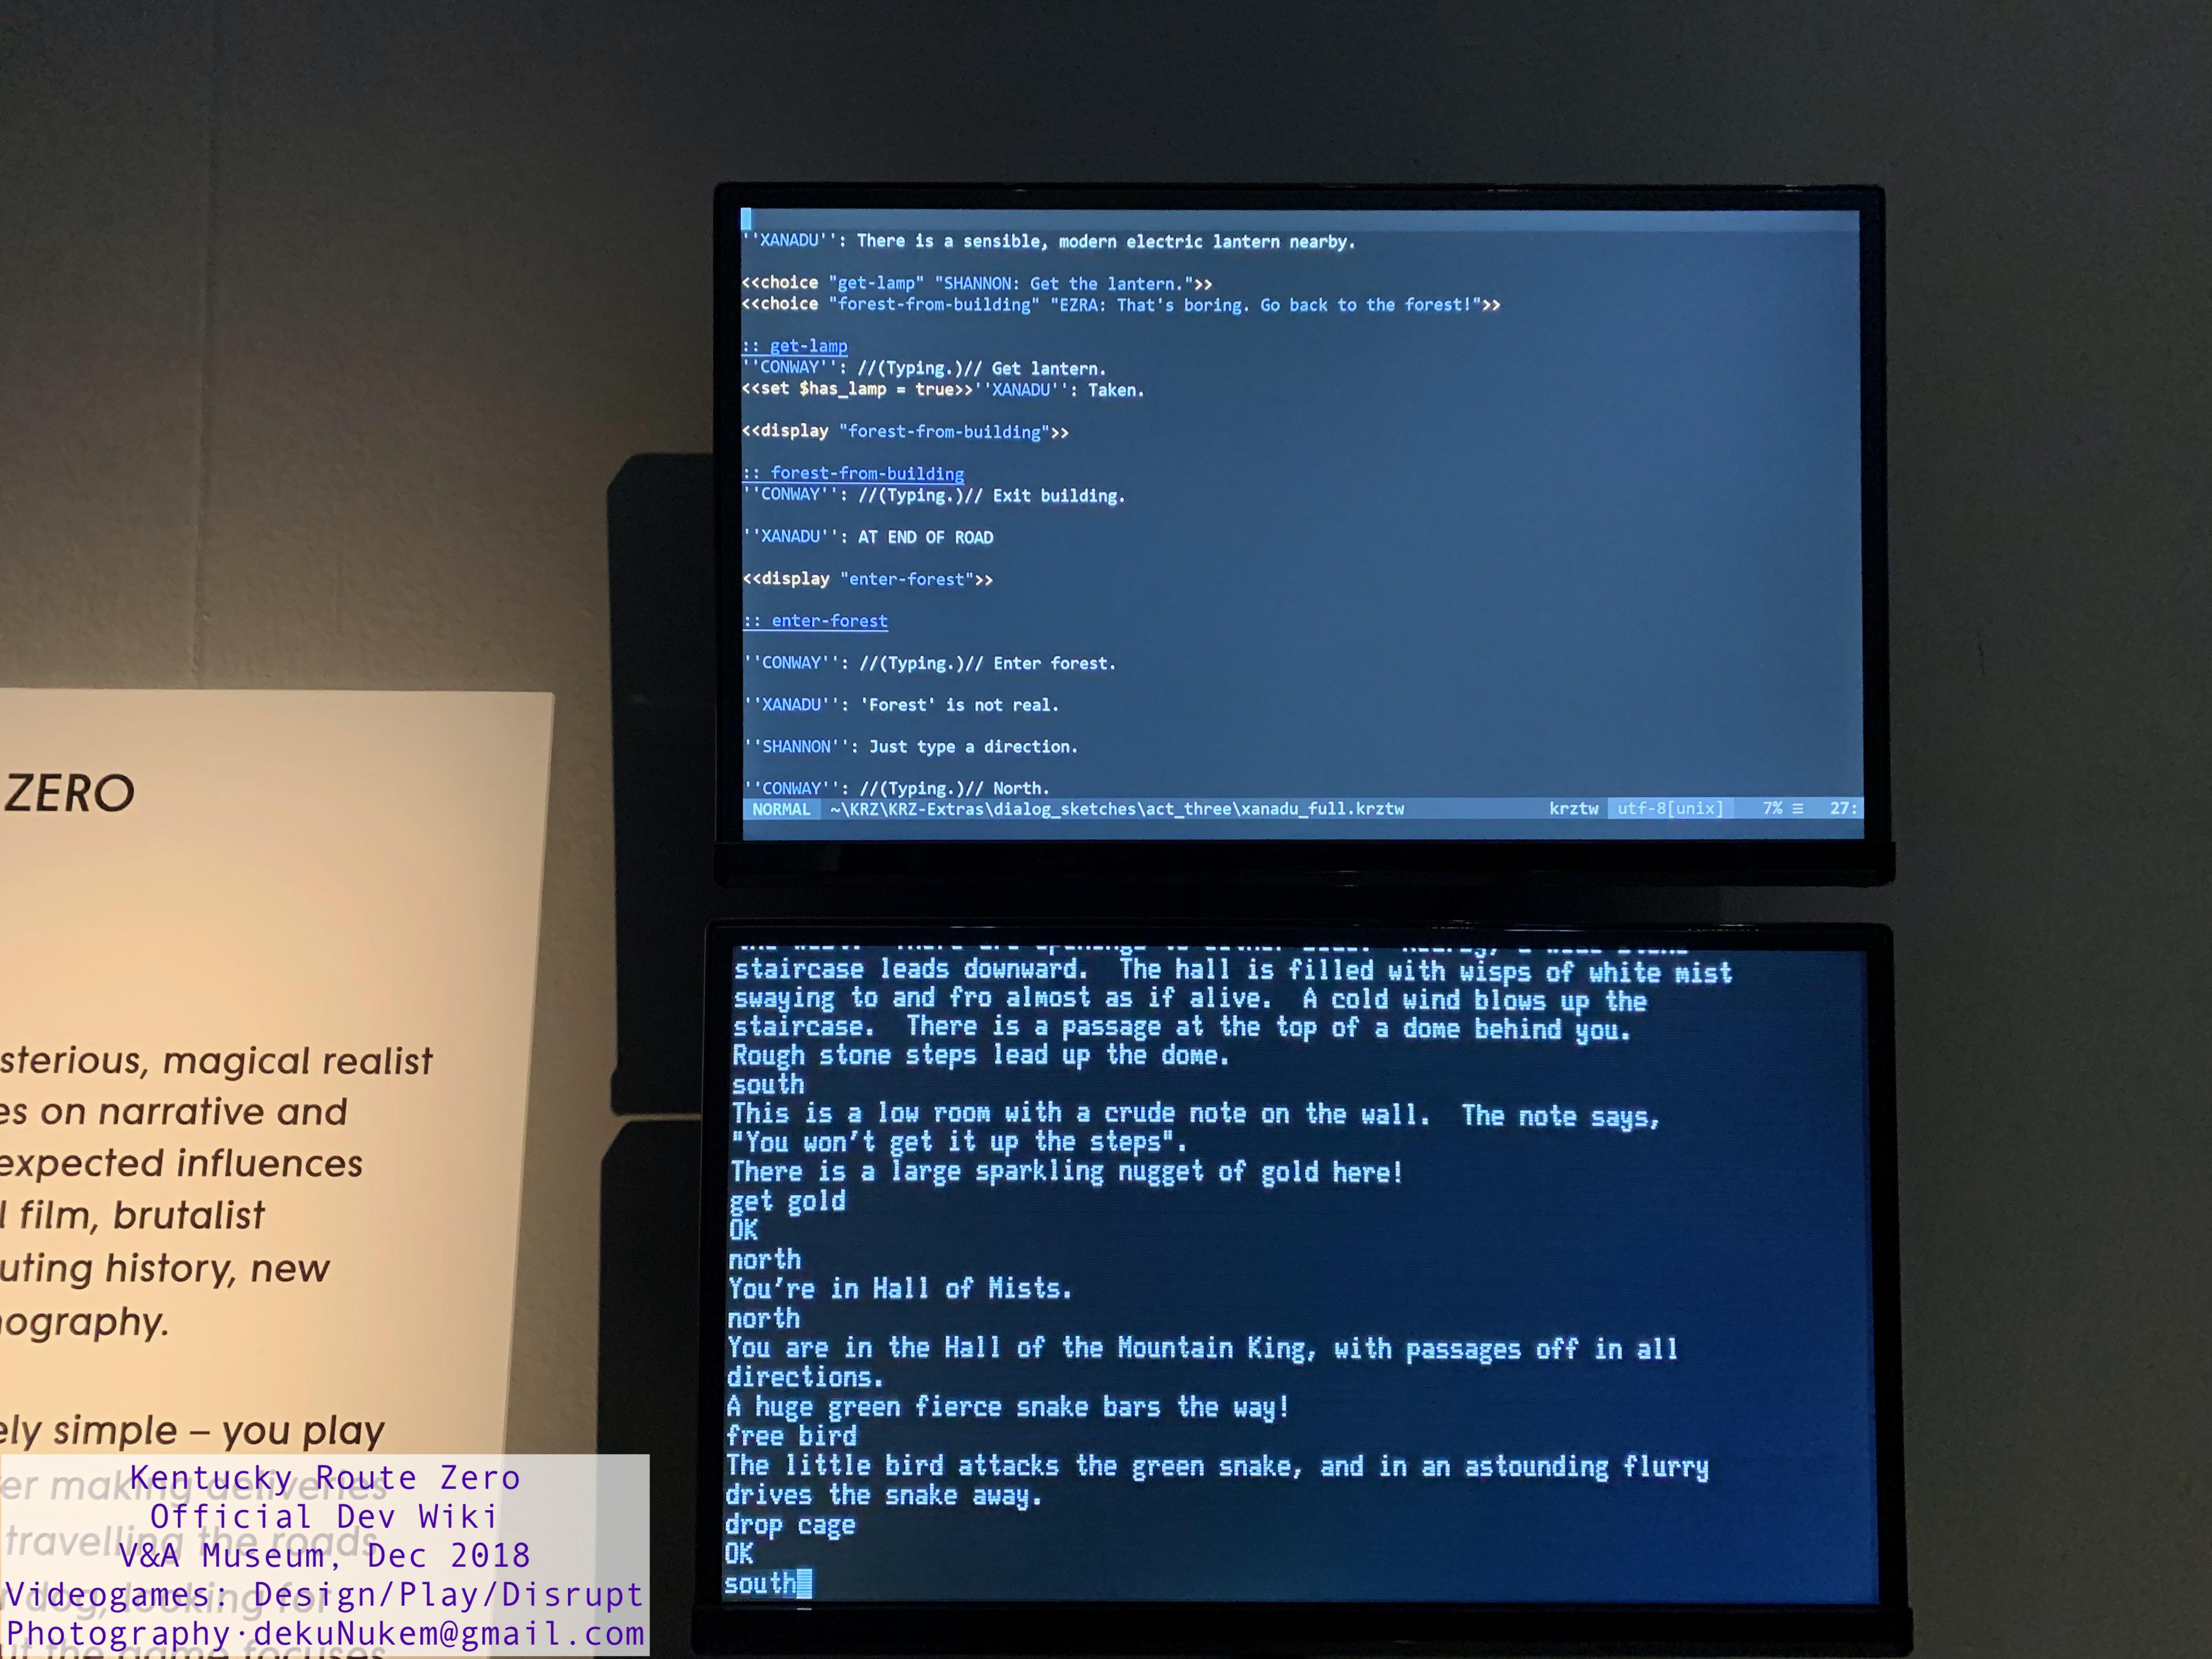 ''XANADU'': There is a sensible, modern electric lantern nearby.
<<choice "get-lamp" "SHANNON: Get the lantern.">>
<<choice "forest-from-building" "EZRA: That's boring. Go back to the forest!">>
:: get-lamp
''CONWAY'': //(Typing.)// Get lantern.
<<set $has_lamp = true>>''XANADU'': Taken.
<<display "forest-from-building">>
:: forest-from-building
''CONWAY'': //(Typing.)// Exit building.
''XANADU'': AT END OF ROAD
<<display "enter-forest">>
:: enter-forest
''CONWAY'': //(Typing.)// Enter forest.
''XANADU'': 'Forest' is not real.
''SHANNON'': Just type a direction.
''CONWAY'': //(Typing.)// North.
NORMAL ~\KRZ\KRZ-Extras\dialog_sketches\act_three\xanadu_full.krztw krztw utf-8[unix] 7% ≡ 27:
staircase leads downward. The hall is filled with wisps of white mist
swaying to and fro almost as if alive. A cold wind blows up the
staircase. There is a passage at the top of a dome behind you.
Rough stone steps lead up the dome.
south
This is a low room with a crude note on the wall. The note says,
"You won't get it up the steps".
There is a large sparkling nugget of gold here!
get gold
OK
north
You're in Hall of Mists.
north
You are in the Hall of the Mountain King, with passages off in all
directions.
A huge green fierce snake bars the way!
free bird
The little bird attacks the green snake, and in an astounding flurry
drives the snake away.
drop cage
OK
south
ZERO
sterious, magical realist
es on narrative and
expected influences
l film, brutalist
uting history, new
ography.
ely simple – you play
er making deliveries
travelling the roads
dog, looking for
the game focuses
Kentucky Route Zero
Official Dev Wiki
V&A Museum, Dec 2018
Videogames: Design/Play/Disrupt
Photography·dekuNukem@gmail.com